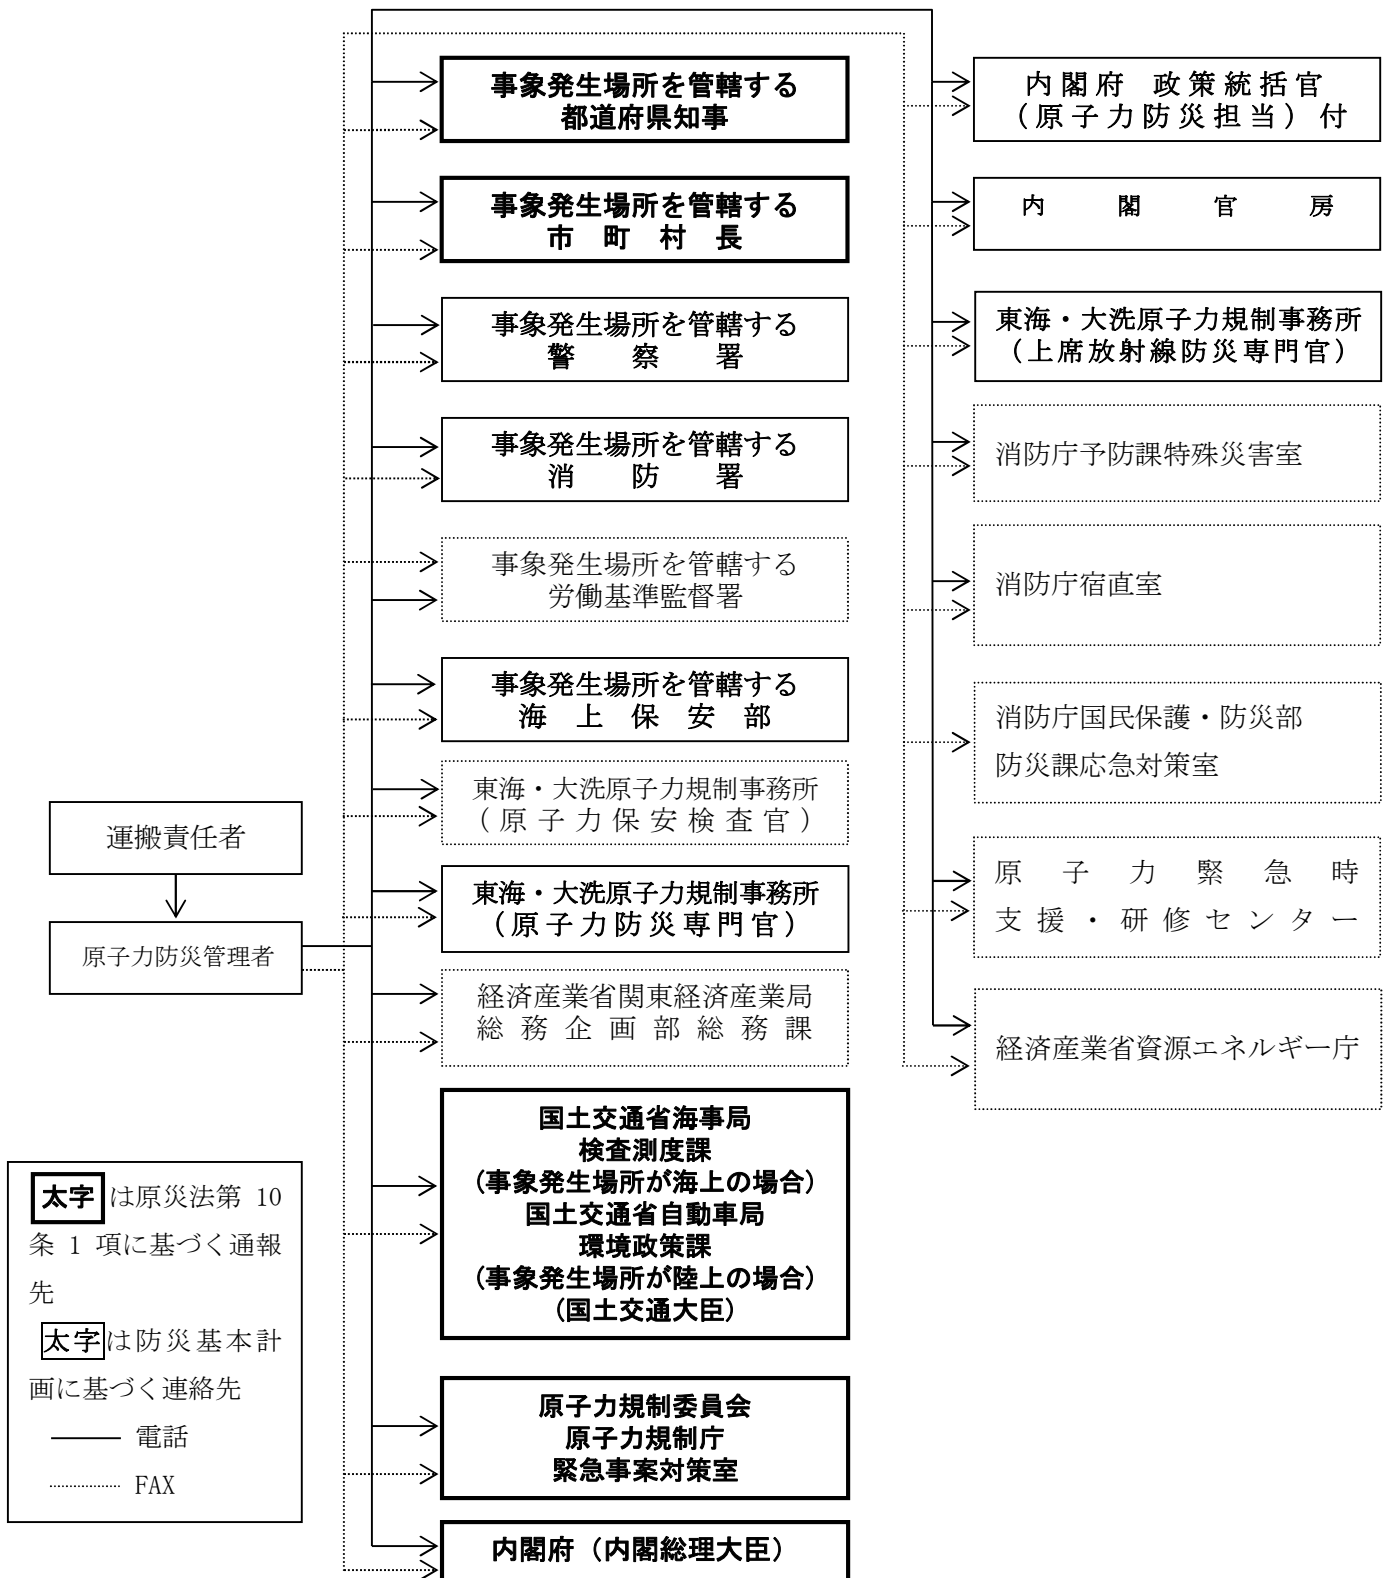 事象発生場所を管轄する
都道府県知事
事象発生場所を管轄する
市町村長
事象発生場所を管轄する
警察署
事象発生場所を管轄する
消防署
事象発生場所を管轄する
労働基準監督署
事象発生場所を管轄する
海上保安部
東海・大洗原子力規制事務所
(原子力保安検査官)
東海・大洗原子力規制事務所
(原子力防災専門官)
経済産業省関東経済産業局
総務企画部総務課
国土交通省海事局
検査測度課
(事象発生場所が海上の場合)
国土交通省自動車局
環境政策課
(事象発生場所が陸上の場合)
(国土交通大臣)
原子力規制委員会
原子力規制庁
緊急事案対策室
内閣府(内閣総理大臣)
内閣府 政策統括官
(原子力防災担当)付
内閣官房
東海・大洗原子力規制事務所
(上席放射線防災専門官)
消防庁予防課特殊災害室
消防庁宿直室
消防庁国民保護・防災部
防災課応急対策室
原子力緊急時
支援・研修センター
経済産業省資源エネルギー庁
運搬責任者
原子力防災管理者
太字は原災法第 10
条 1 項に基づく通報
先
太字は防災基本計
画に基づく連絡先
電話
FAX